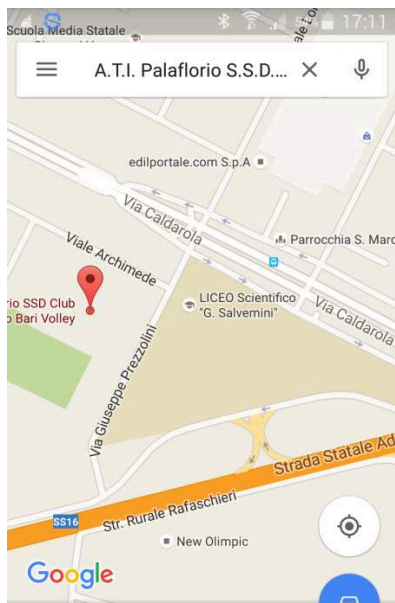 Scuola Media Statale
17:11
A.T.I. Palaflorio S.S.D....
edilportale.com S.p.A
Via Caldarola
Parrocchia S. Marc
Viale Archimede
rio SSD Club
o Bari Volley
LICEO Scientifico
"G. Salvemini"
Via Caldarola
Via Giuseppe Prezzolini
Strada Statale Ad
SS16
Str. Rurale Rafaschieri
New Olimpic
Google